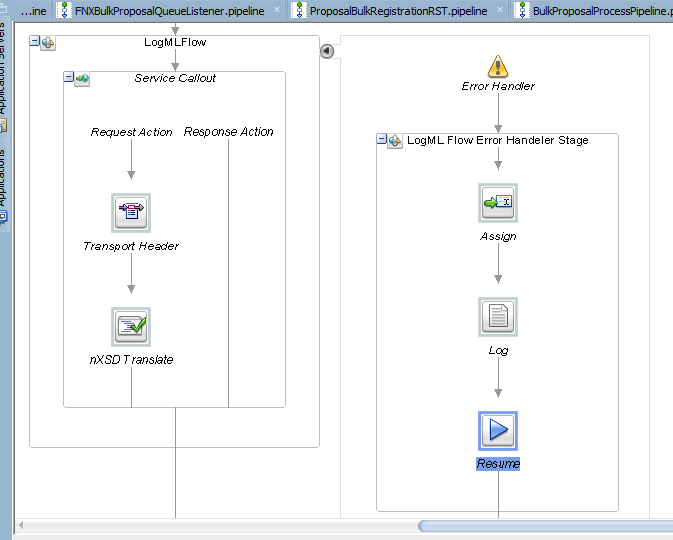 ...ine
FNXBulkProposalQueueListener.pipeline
ProposalBulkRegistrationRST.pipeline
BulkProposalProcessPipeline.p
Application Servers
Applications
LogMLFlow
Service Callout
Request Action
Response Action
Transport Header
nXSD Translate
Error Handler
LogML Flow Error Handeler Stage
Assign
Log
Resume